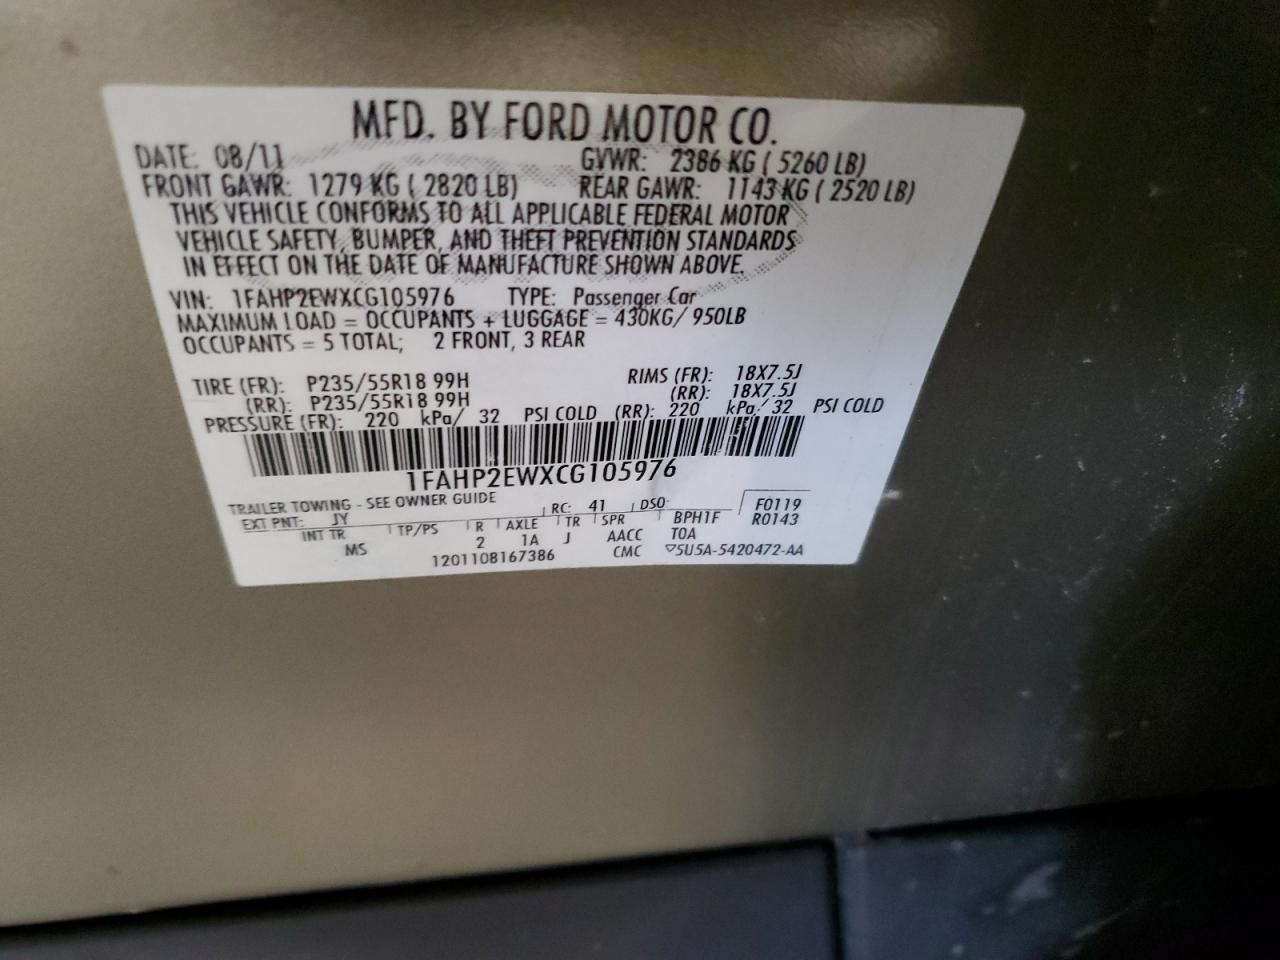 MFD. BY FORD MOTOR CO.
DATE: 08/11 GVWR: 2386 KG ( 5260 LB)
FRONT GAWR: 1279 KG ( 2820 LB) REAR GAWR: 1143 KG ( 2520 LB)
THIS VEHICLE CONFORMS TO ALL APPLICABLE FEDERAL MOTOR
VEHICLE SAFETY, BUMPER, AND THEFT PREVENTION STANDARDS
IN EFFECT ON THE DATE OF MANUFACTURE SHOWN ABOVE.
VIN: 1FAHP2EWXCG105976 TYPE: Passenger Car
MAXIMUM LOAD = OCCUPANTS + LUGGAGE = 430KG/ 950LB
OCCUPANTS = 5 TOTAL; 2 FRONT, 3 REAR
TIRE (FR): P235/55R18 99H RIMS (FR): 18X7.5J
(RR): P235/55R18 99H (RR): 18X7.5J
PRESSURE (FR): 220 kPa/ 32 PSI COLD (RR): 220 kPa/ 32 PSI COLD
1FAHP2EWXCG105976
TRAILER TOWING - SEE OWNER GUIDE
EXT PNT: JY RC: 41 DSO: F0119
INT TR TP/PS R AXLE TR SPR BPH1F R0143
MS 2 1A J AACC TOA
1201108167386 CMC ▽5U5A-5420472-AA